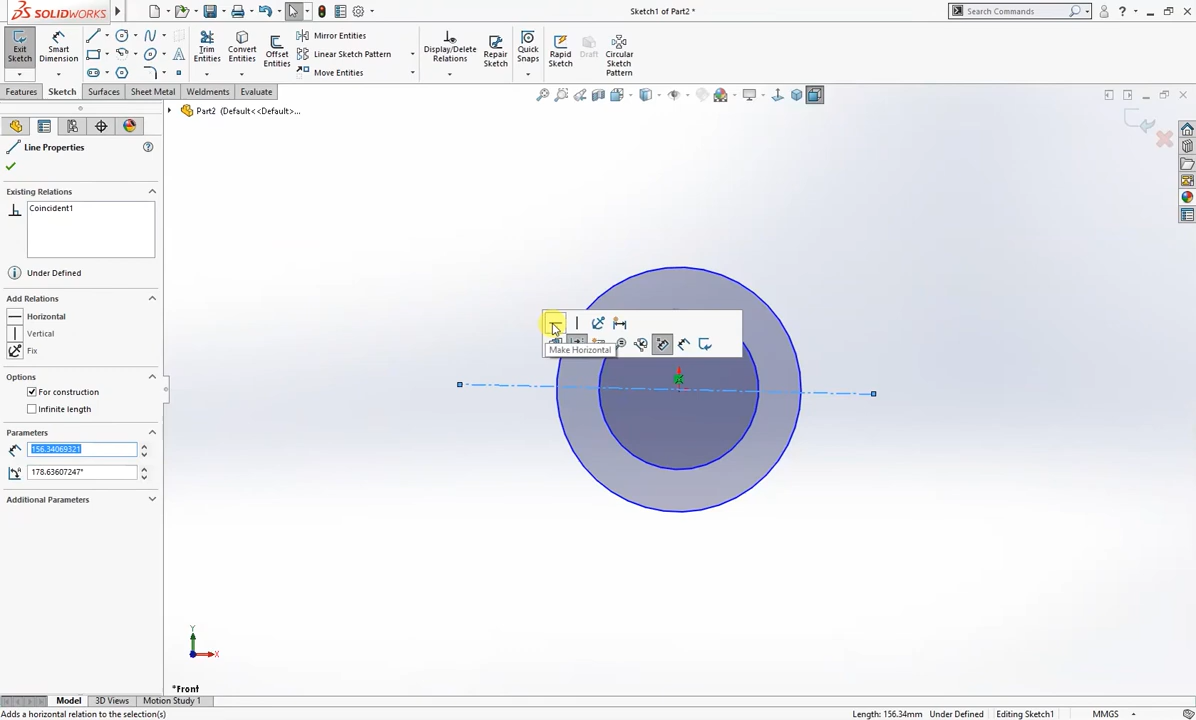 SOLIDWORKS
Sketch1 of Part2 *
Search Commands
Exit Sketch
Smart Dimension
Trim Entities
Convert Entities
Offset Entities
Mirror Entities
Linear Sketch Pattern
Move Entities
Display/Delete Relations
Repair Sketch
Quick Snaps
Rapid Sketch
Draft
Circular Sketch Pattern
Features
Sketch
Surfaces
Sheet Metal
Weldments
Evaluate
Part2 (Default<<Default>...
Line Properties
Existing Relations
Coincident1
Under Defined
Add Relations
Horizontal
Vertical
Fix
Options
For construction
Infinite length
Parameters
156.34069321
178.63607247°
Additional Parameters
Make Horizontal
Y
X
*Front
Model
3D Views
Motion Study 1
Adds a horizontal relation to the selection(s)
Length: 156.34mm
Under Defined
Editing Sketch1
MMGS